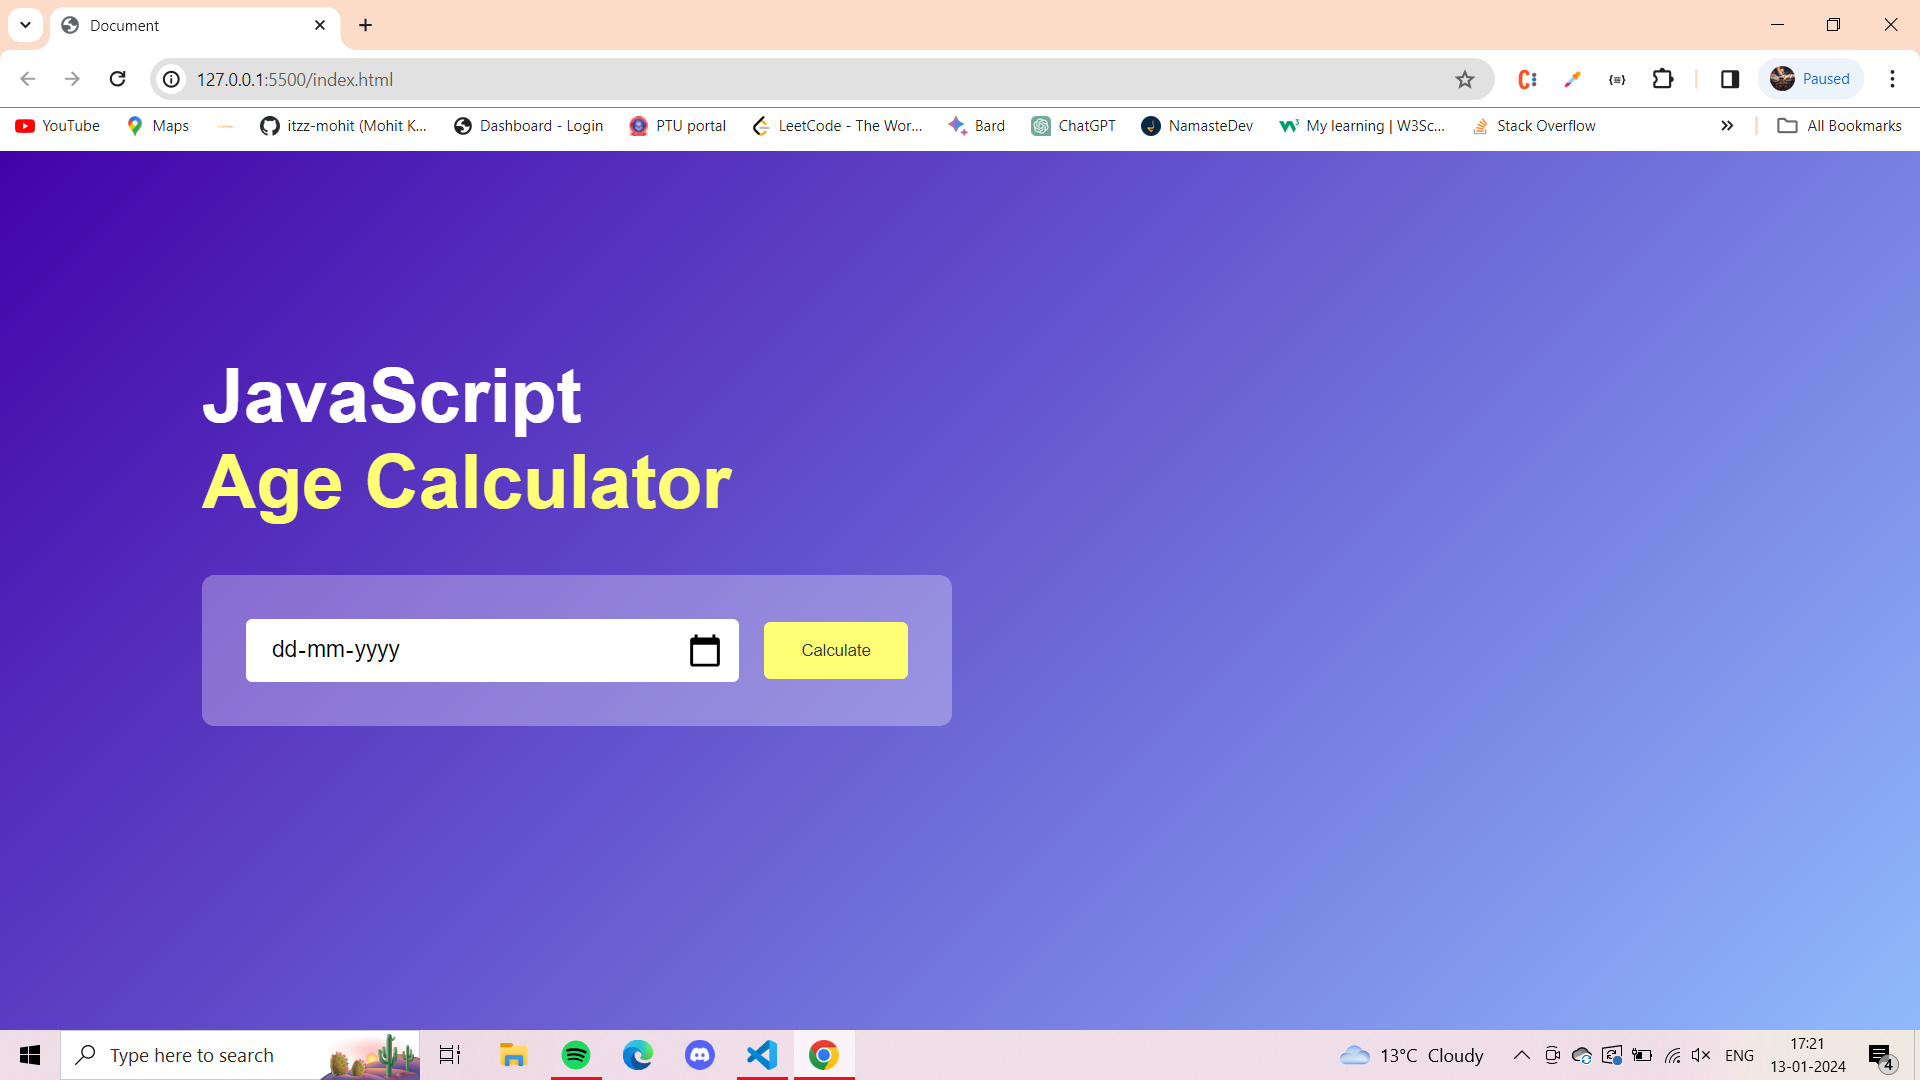 Document
127.0.0.1:5500/index.html
Paused
YouTube
Maps
itzz-mohit (Mohit K...
Dashboard - Login
PTU portal
LeetCode - The Wor...
Bard
ChatGPT
NamasteDev
My learning | W3Sc...
Stack Overflow
All Bookmarks
JavaScript
Age Calculator
dd-mm-yyyy
Calculate
Type here to search
13°C Cloudy
ENG
17:21
13-01-2024
4